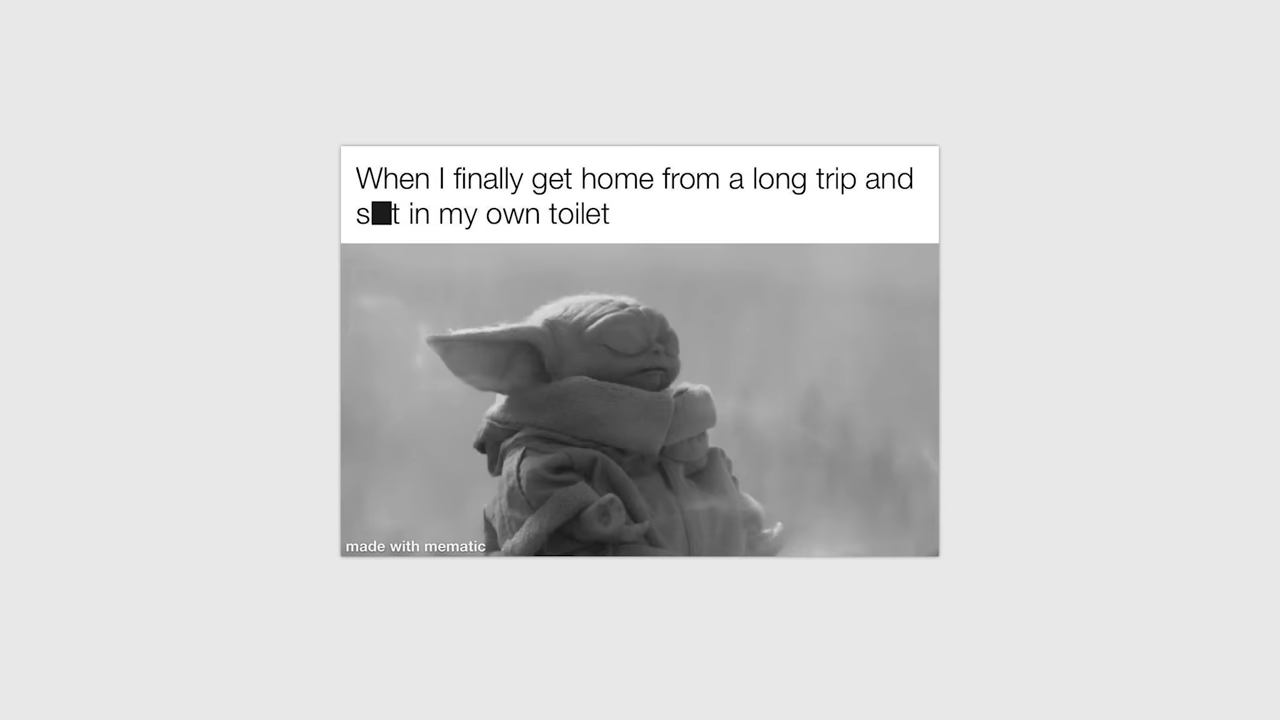 When I finally get home from a long trip and
s■t in my own toilet
made with mematic